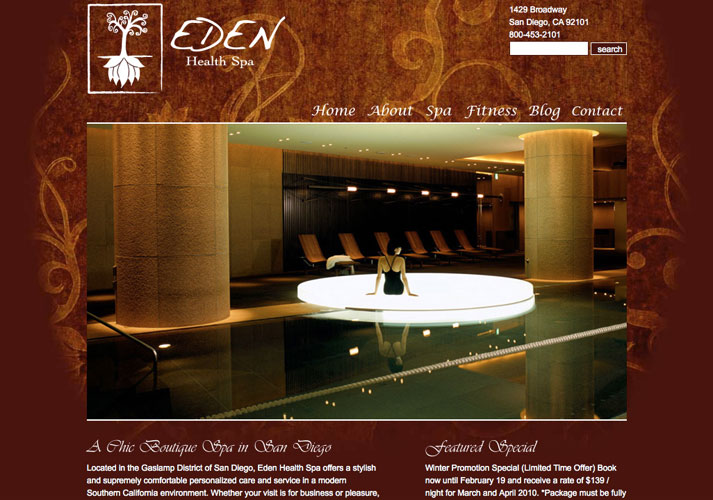 EDEN
Health Spa
1429 Broadway
San Diego, CA 92101
800-453-2101
search
Home About Spa Fitness Blog Contact
A Chic Boutique Spa in San Diego
Located in the Gaslamp District of San Diego, Eden Health Spa offers a stylish
and supremely comfortable personalized care and service in a modern
Southern California environment. Whether your visit is for business or pleasure,
Featured Special
Winter Promotion Special (Limited Time Offer) Book
now until February 19 and receive a rate of $139 /
night for March and April 2010. *Package must be fully